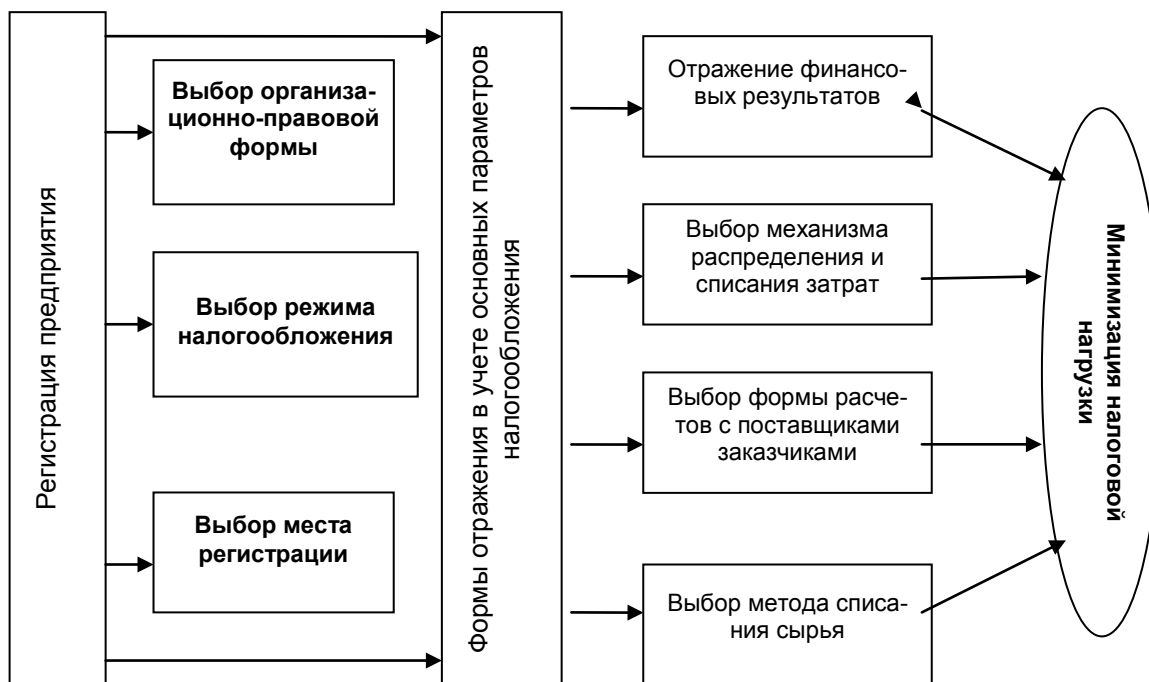 Регистрация предприятия
Выбор организа-
ционно-правовой
формы
Выбор режима
налогообложения
Выбор места
регистрации
Формы отражения в учете основных параметров
налогообложения
Отражение финансо-
вых результатов
Выбор механизма
распределения и
списания затрат
Выбор формы расче-
тов с поставщиками
заказчиками
Выбор метода списа-
ния сырья
Минимизация налоговой
нагрузки